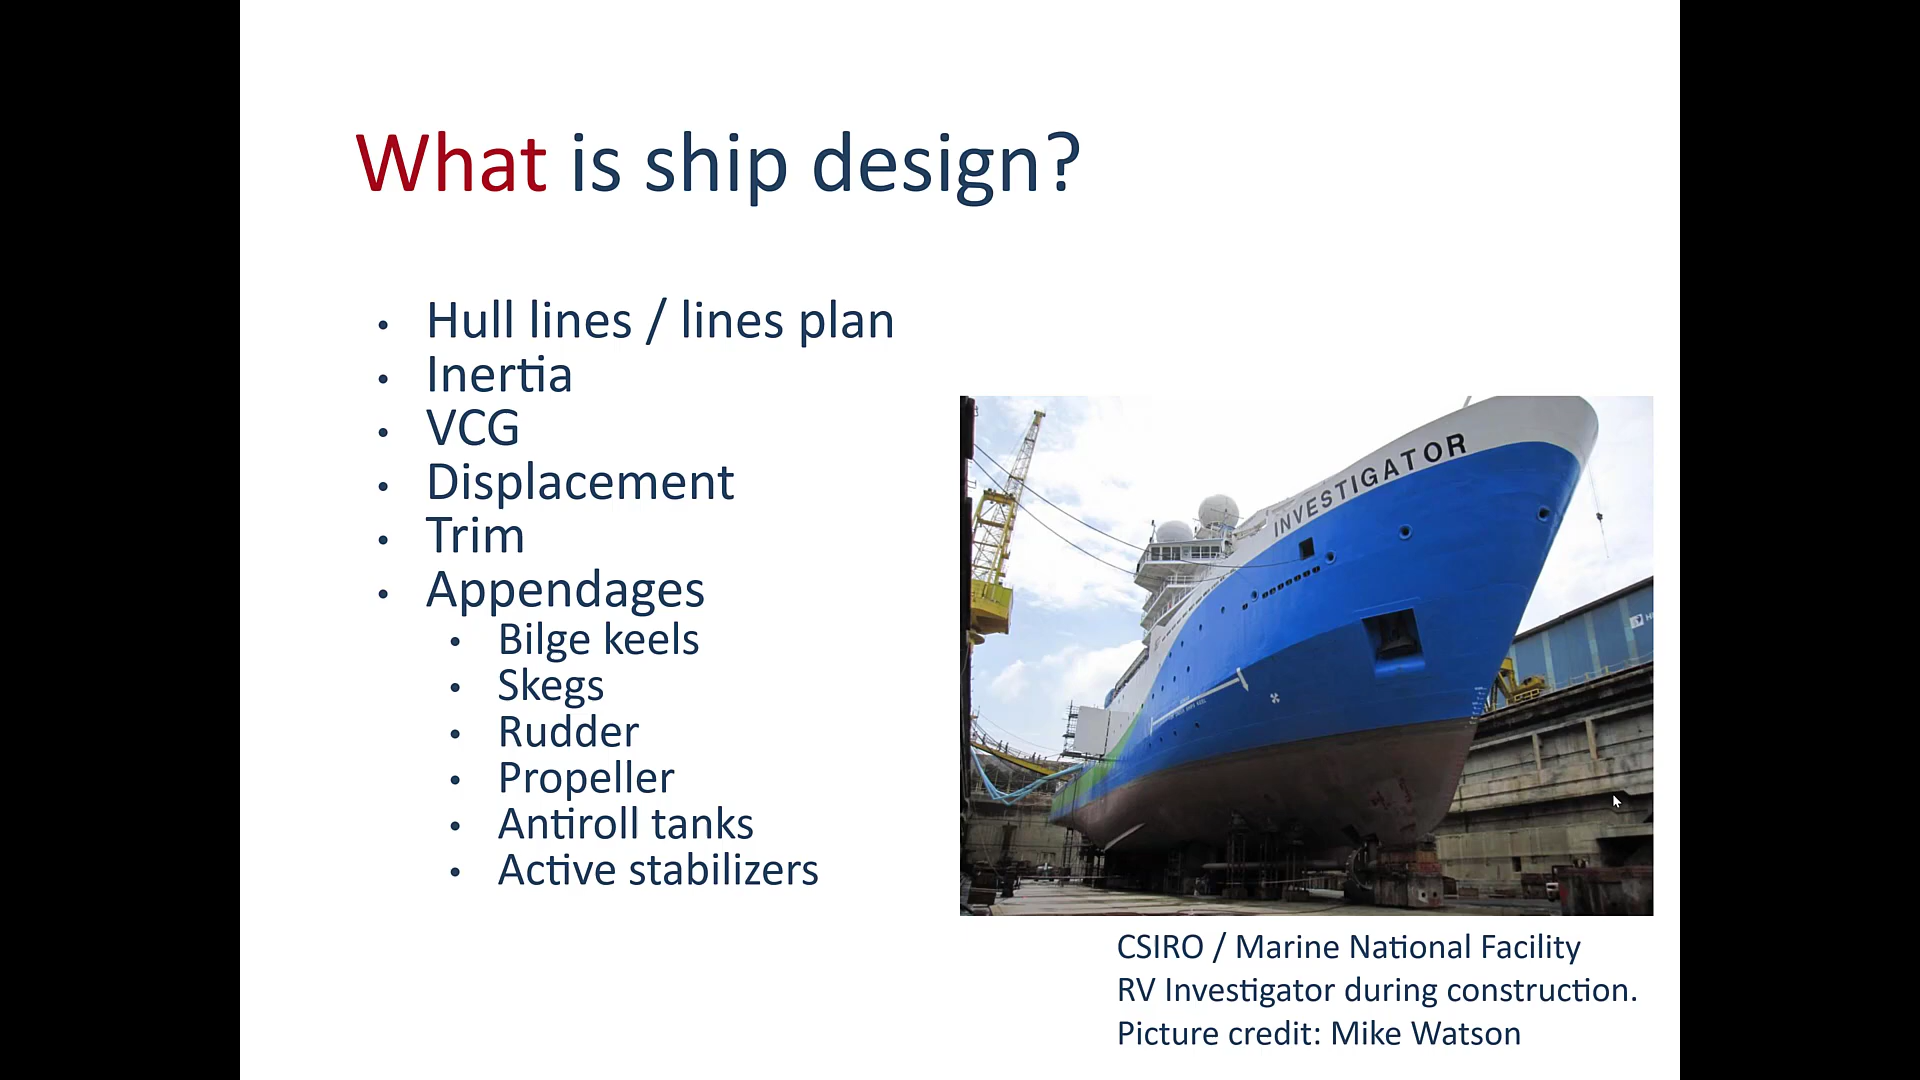 What is ship design?
• Hull lines / lines plan
• Inertia
• VCG
• Displacement
• Trim
• Appendages
• Bilge keels
• Skegs
• Rudder
• Propeller
• Antiroll tanks
• Active stabilizers
INVESTIGATOR
CSIRO / Marine National Facility
RV Investigator during construction.
Picture credit: Mike Watson